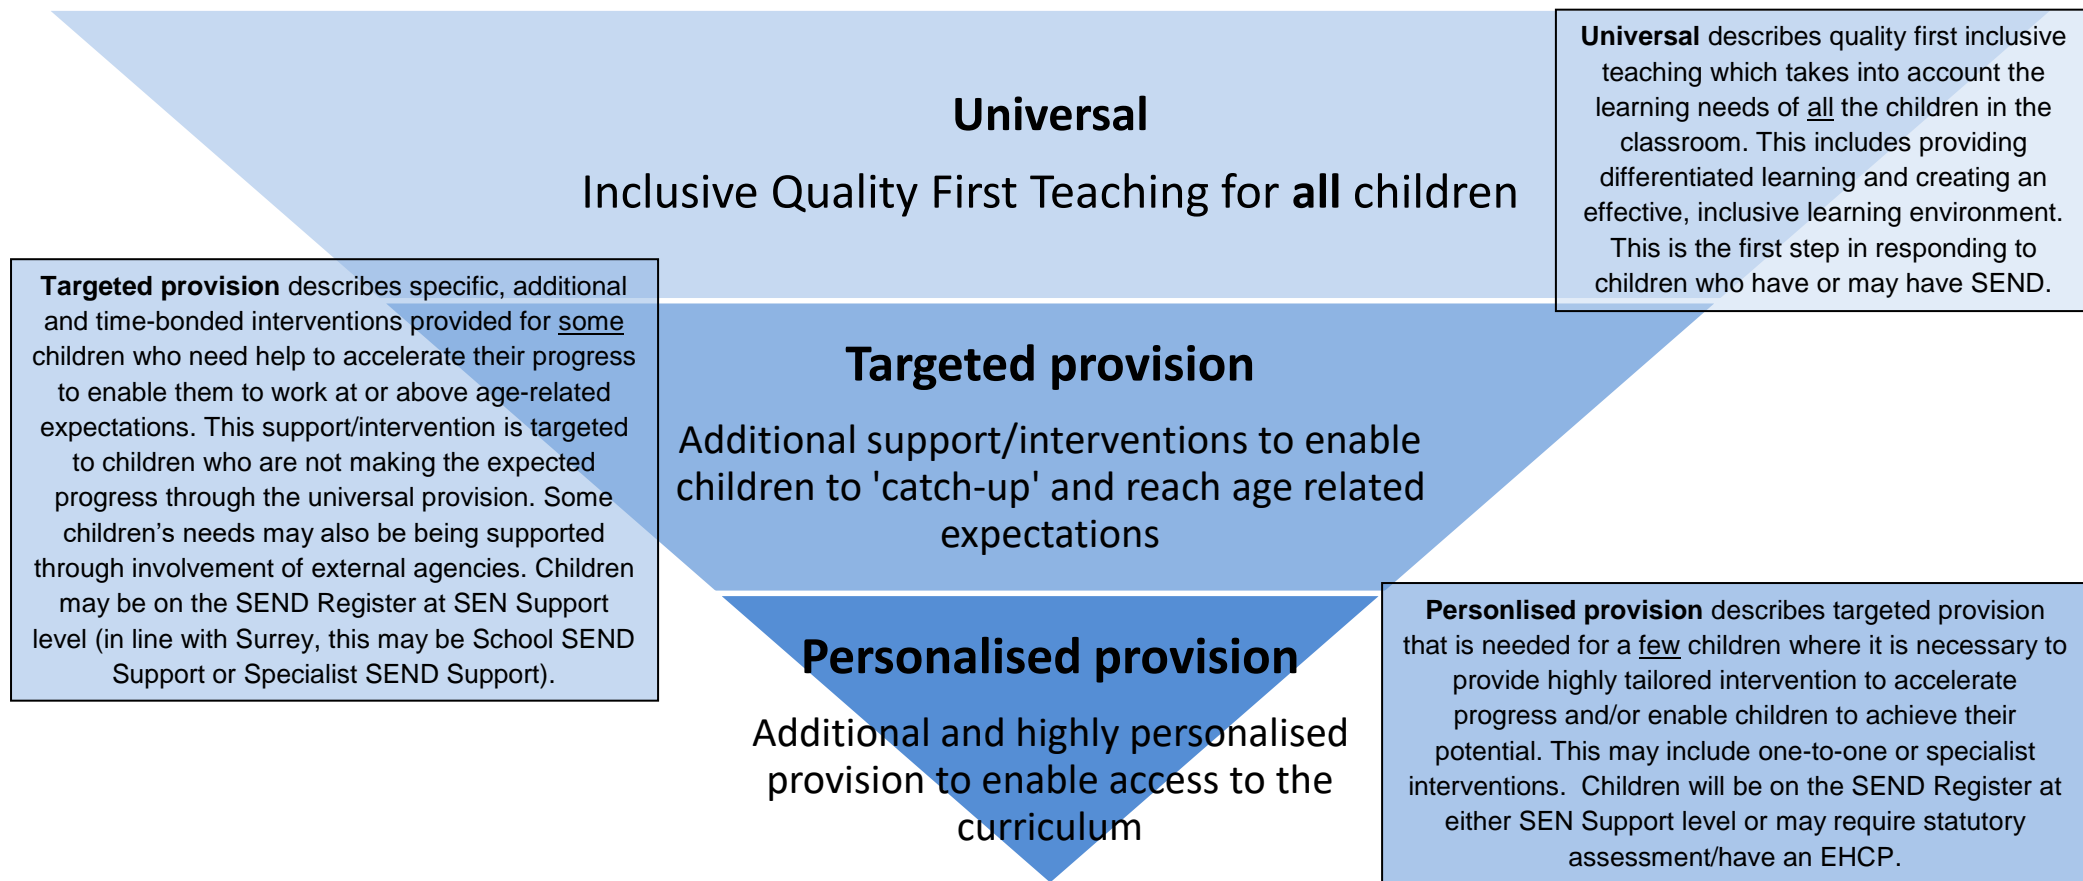 Universal
Inclusive Quality First Teaching for all children
Universal describes quality first inclusive
teaching which takes into account the
learning needs of all the children in the
classroom. This includes providing
differentiated learning and creating an
effective, inclusive learning environment.
This is the first step in responding to
children who have or may have SEND.
Targeted provision describes specific, additional
and time-bonded interventions provided for some
children who need help to accelerate their progress
to enable them to work at or above age-related
expectations. This support/intervention is targeted
to children who are not making the expected
progress through the universal provision. Some
children’s needs may also be being supported
through involvement of external agencies. Children
may be on the SEND Register at SEN Support
level (in line with Surrey, this may be School SEND
Support or Specialist SEND Support).
Targeted provision
Additional support/interventions to enable
children to 'catch-up' and reach age related
expectations
Personalised provision
Additional and highly personalised
provision to enable access to the
curriculum
Personlised provision describes targeted provision
that is needed for a few children where it is necessary to
provide highly tailored intervention to accelerate
progress and/or enable children to achieve their
potential. This may include one-to-one or specialist
interventions.  Children will be on the SEND Register at
either SEN Support level or may require statutory
assessment/have an EHCP.